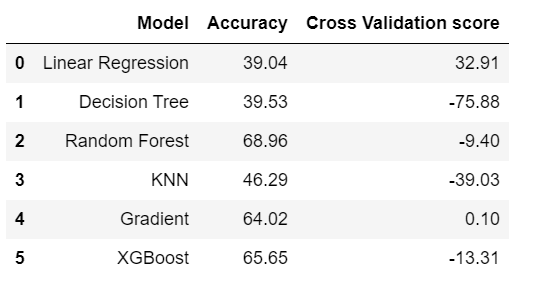 Model Accuracy Cross Validation score
0 Linear Regression 39.04 32.91
1 Decision Tree 39.53 -75.88
2 Random Forest 68.96 -9.40
3 KNN 46.29 -39.03
4 Gradient 64.02 0.10
5 XGBoost 65.65 -13.31